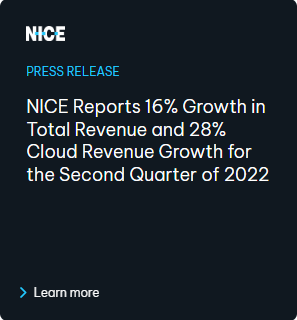 NICE
PRESS RELEASE
NICE Reports 16% Growth in
Total Revenue and 28%
Cloud Revenue Growth for
the Second Quarter of 2022
Learn more